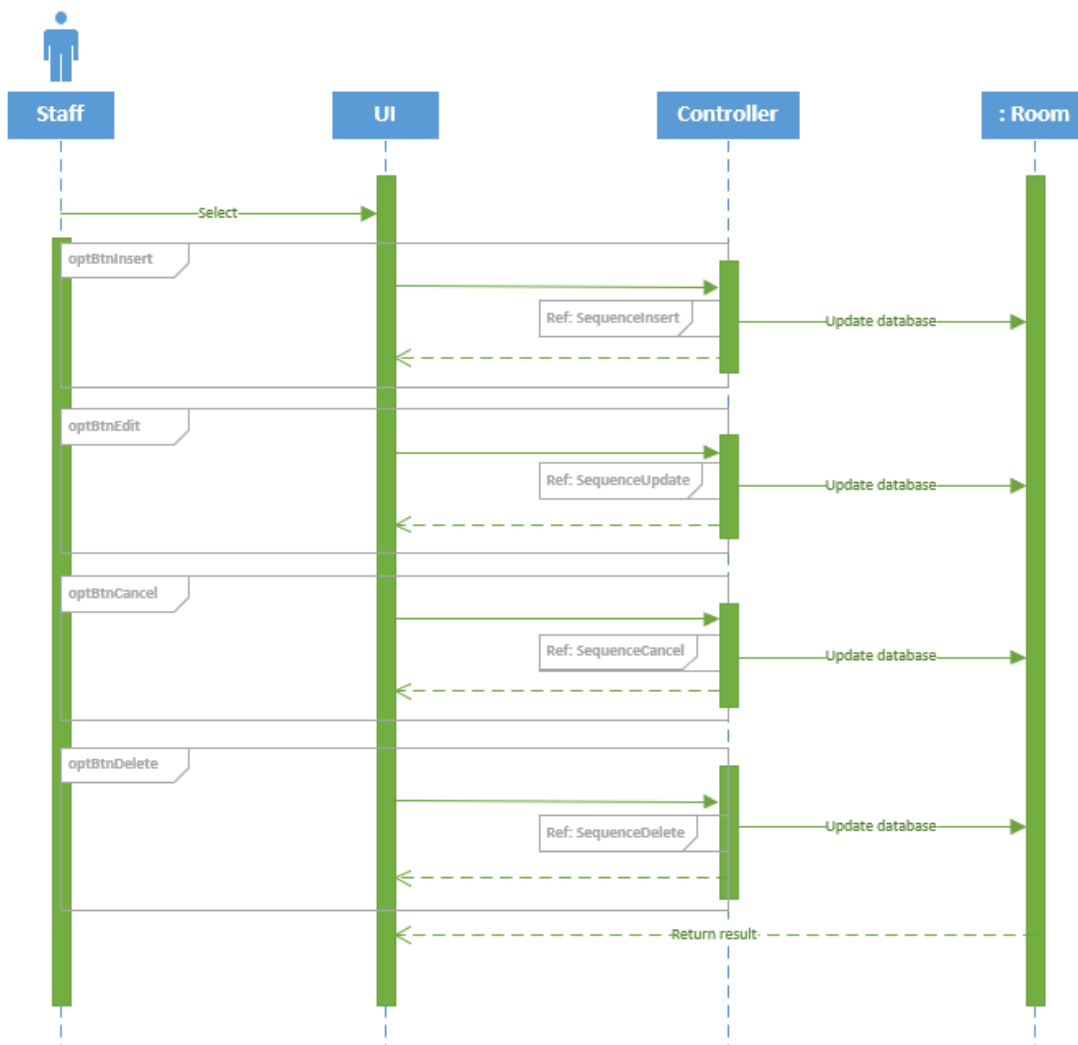 Staff
UI
Controller
: Room
Select
optBtnInsert
Ref: SequenceInsert
Update database
optBtnEdit
Ref: SequenceUpdate
Update database
optBtnCancel
Ref: SequenceCancel
Update database
optBtnDelete
Ref: SequenceDelete
Update database
Return result